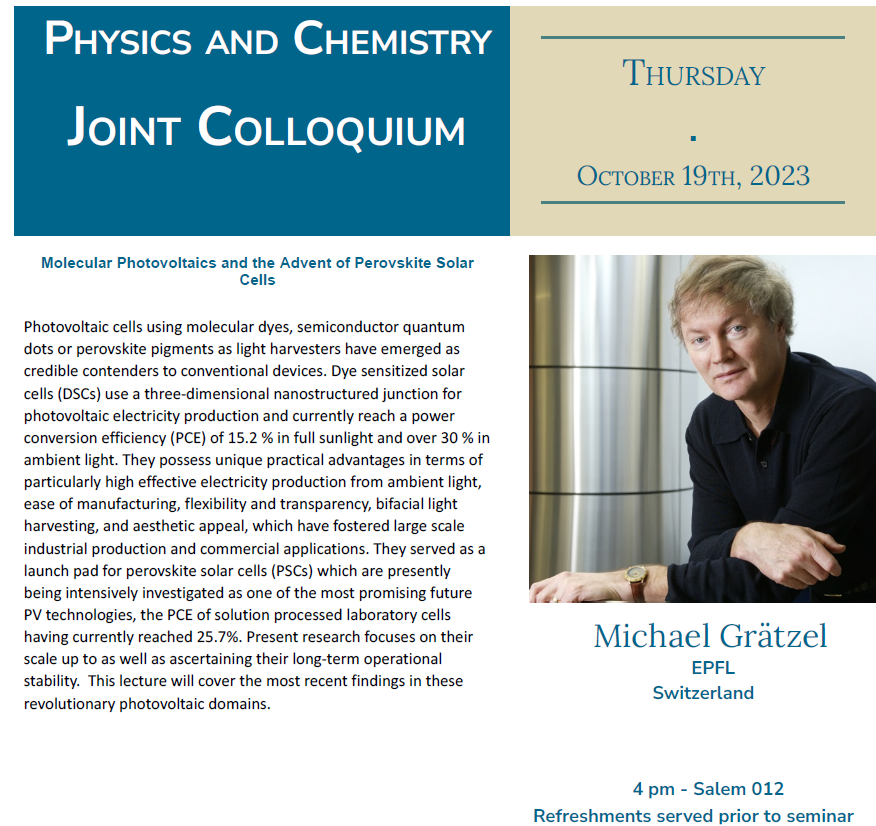 Physics and Chemistry
Joint Colloquium
Thursday
.
October 19th, 2023
Molecular Photovoltaics and the Advent of Perovskite Solar
Cells
Photovoltaic cells using molecular dyes, semiconductor quantum
dots or perovskite pigments as light harvesters have emerged as
credible contenders to conventional devices. Dye sensitized solar
cells (DSCs) use a three-dimensional nanostructured junction for
photovoltaic electricity production and currently reach a power
conversion efficiency (PCE) of 15.2 % in full sunlight and over 30 % in
ambient light. They possess unique practical advantages in terms of
particularly high effective electricity production from ambient light,
ease of manufacturing, flexibility and transparency, bifacial light
harvesting, and aesthetic appeal, which have fostered large scale
industrial production and commercial applications. They served as a
launch pad for perovskite solar cells (PSCs) which are presently
being intensively investigated as one of the most promising future
PV technologies, the PCE of solution processed laboratory cells
having currently reached 25.7%. Present research focuses on their
scale up to as well as ascertaining their long-term operational
stability.  This lecture will cover the most recent findings in these
revolutionary photovoltaic domains.
Michael Grätzel
EPFL
Switzerland
4 pm - Salem 012
Refreshments served prior to seminar